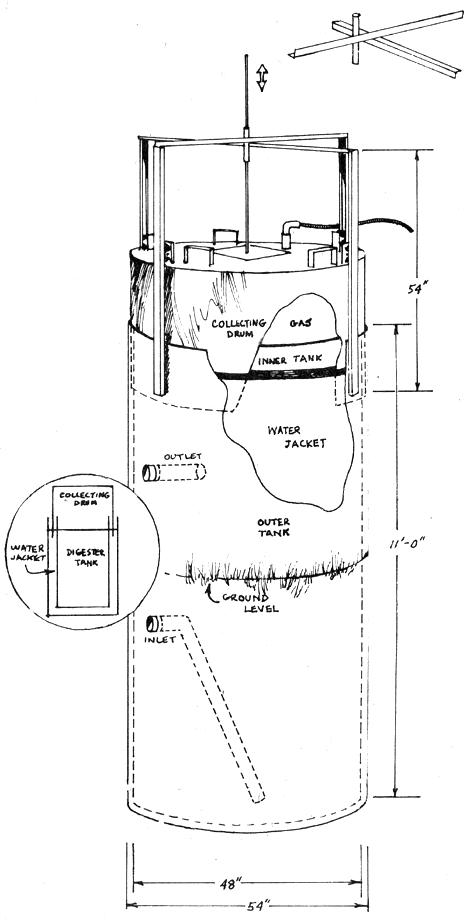 54"
COLLECTING
DRUM
GAS
INNER TANK
WATER
JACKET
OUTLET
COLLECTING
DRUM
WATER
JACKET
DIGESTER
TANK
OUTER
TANK
11'-0"
GROUND
LEVEL
INLET
48"
54"